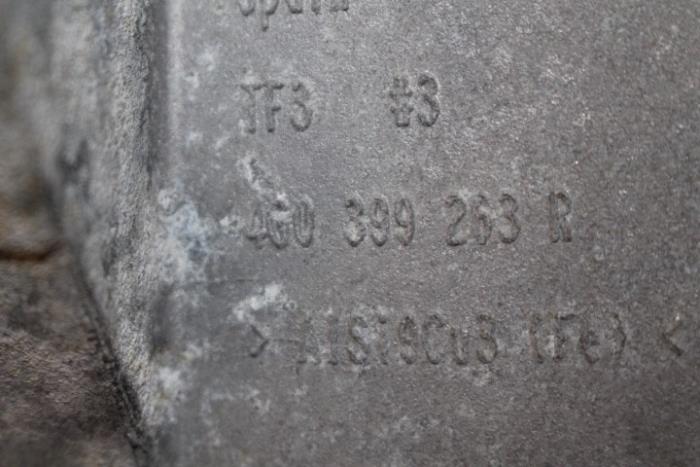 TF3 #3
4G0 399 263 R
> AlSi9Cu3 (Fe) <